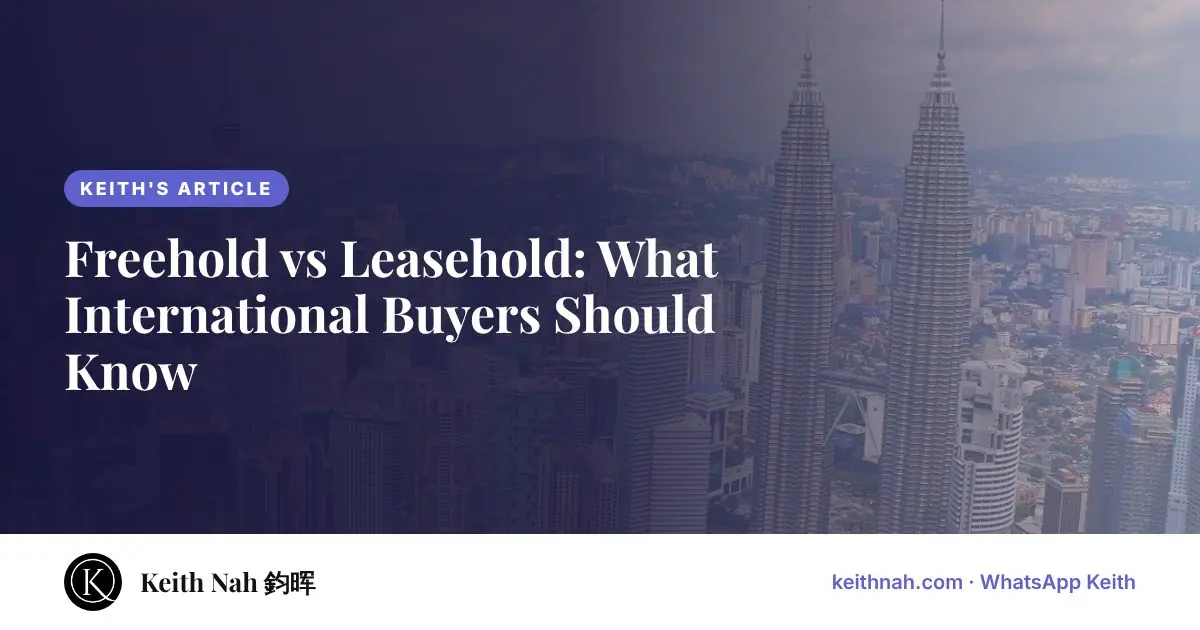 KEITH'S ARTICLE
Freehold vs Leasehold: What
International Buyers Should
Know
K
Keith Nah 鈞晖
keithnah.com · WhatsApp Keith